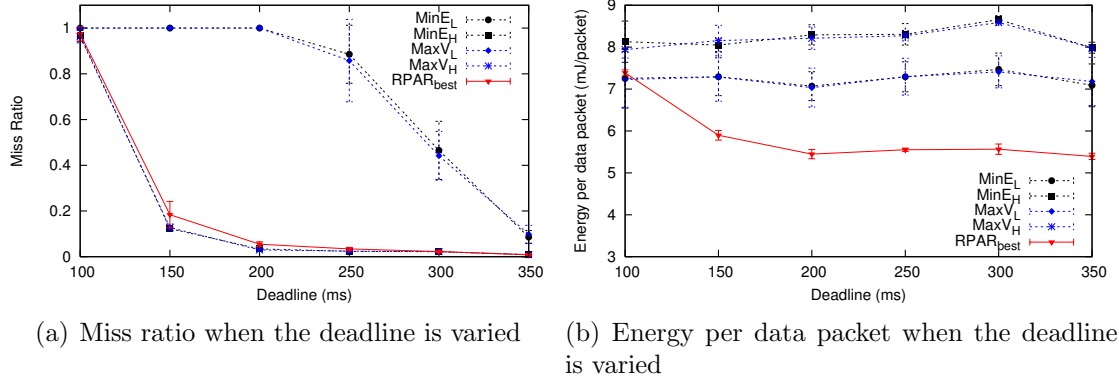 1
0.8
0.6
0.4
0.2
0
Miss Ratio
100 150 200 250 300 350
Deadline (ms)
MinE_L
MinE_H
MaxV_L
MaxV_H
RPAR_best
(a) Miss ratio when the deadline is varied
9
8
7
6
5
4
3
Energy per data packet (mJ/packet)
100 150 200 250 300 350
Deadline (ms)
MinE_L
MinE_H
MaxV_L
MaxV_H
RPAR_best
(b) Energy per data packet when the deadline
is varied